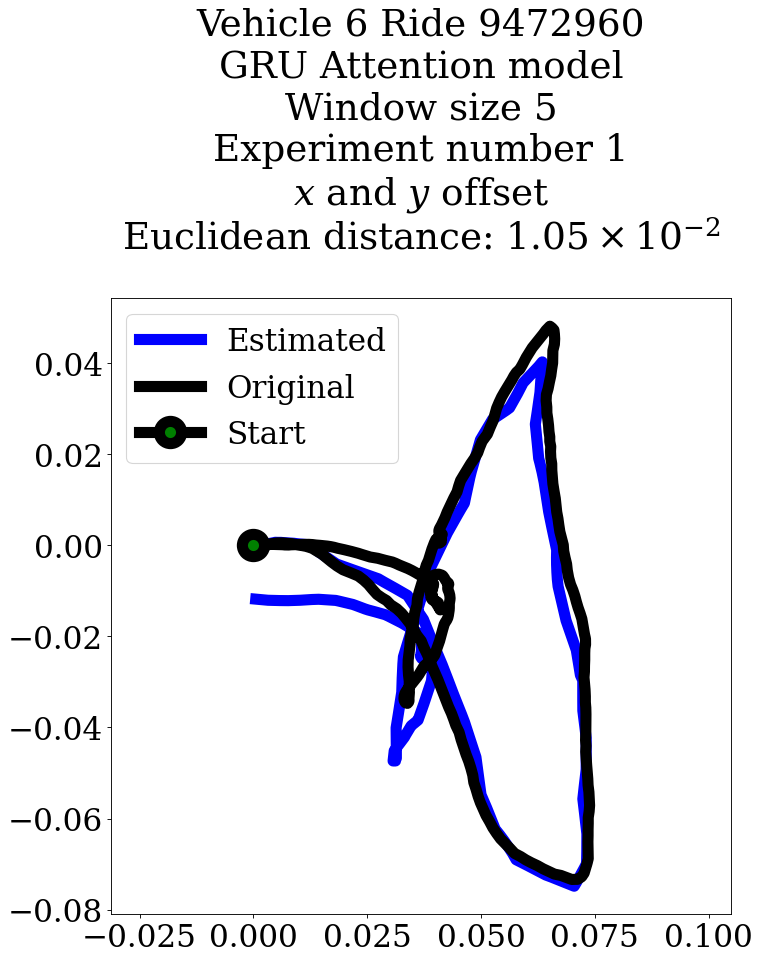 Vehicle 6 Ride 9472960
GRU Attention model
Window size 5
Experiment number 1
x and y offset
Euclidean distance: 1.05 × 10⁻²
Estimated
Original
Start
0.04
0.02
0.00
−0.02
−0.04
−0.06
−0.08
−0.025 0.000 0.025 0.050 0.075 0.100